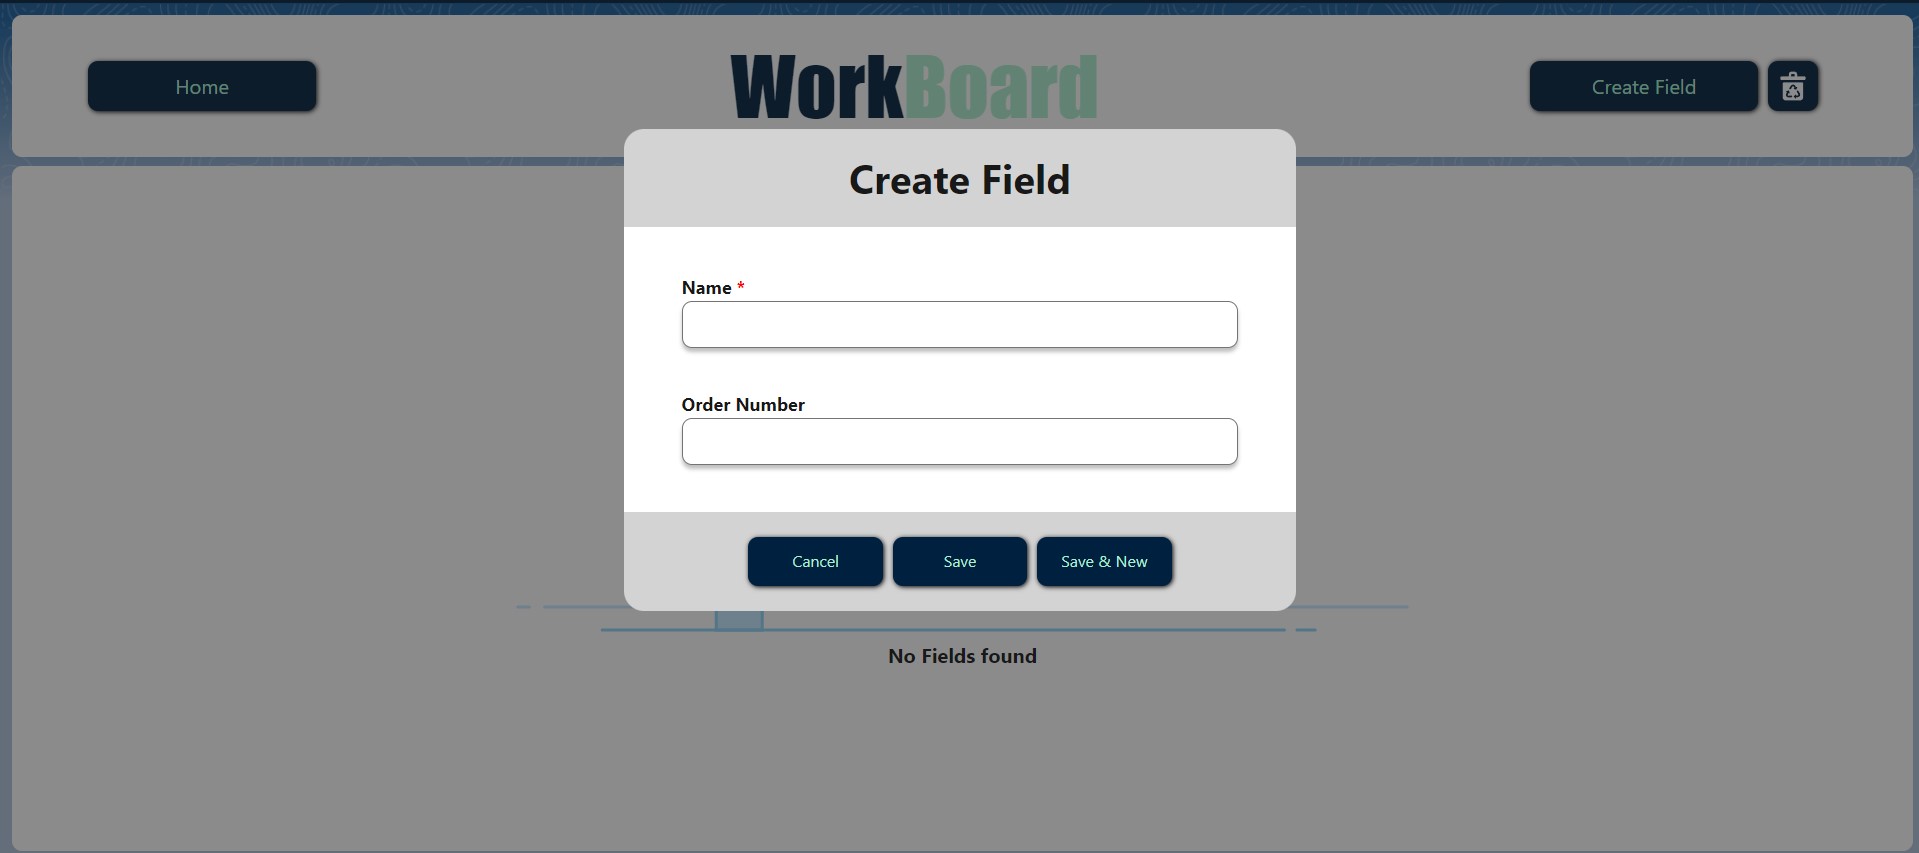 Home
WorkBoard
Create Field
Create Field
Name *
Order Number
Cancel
Save
Save & New
No Fields found